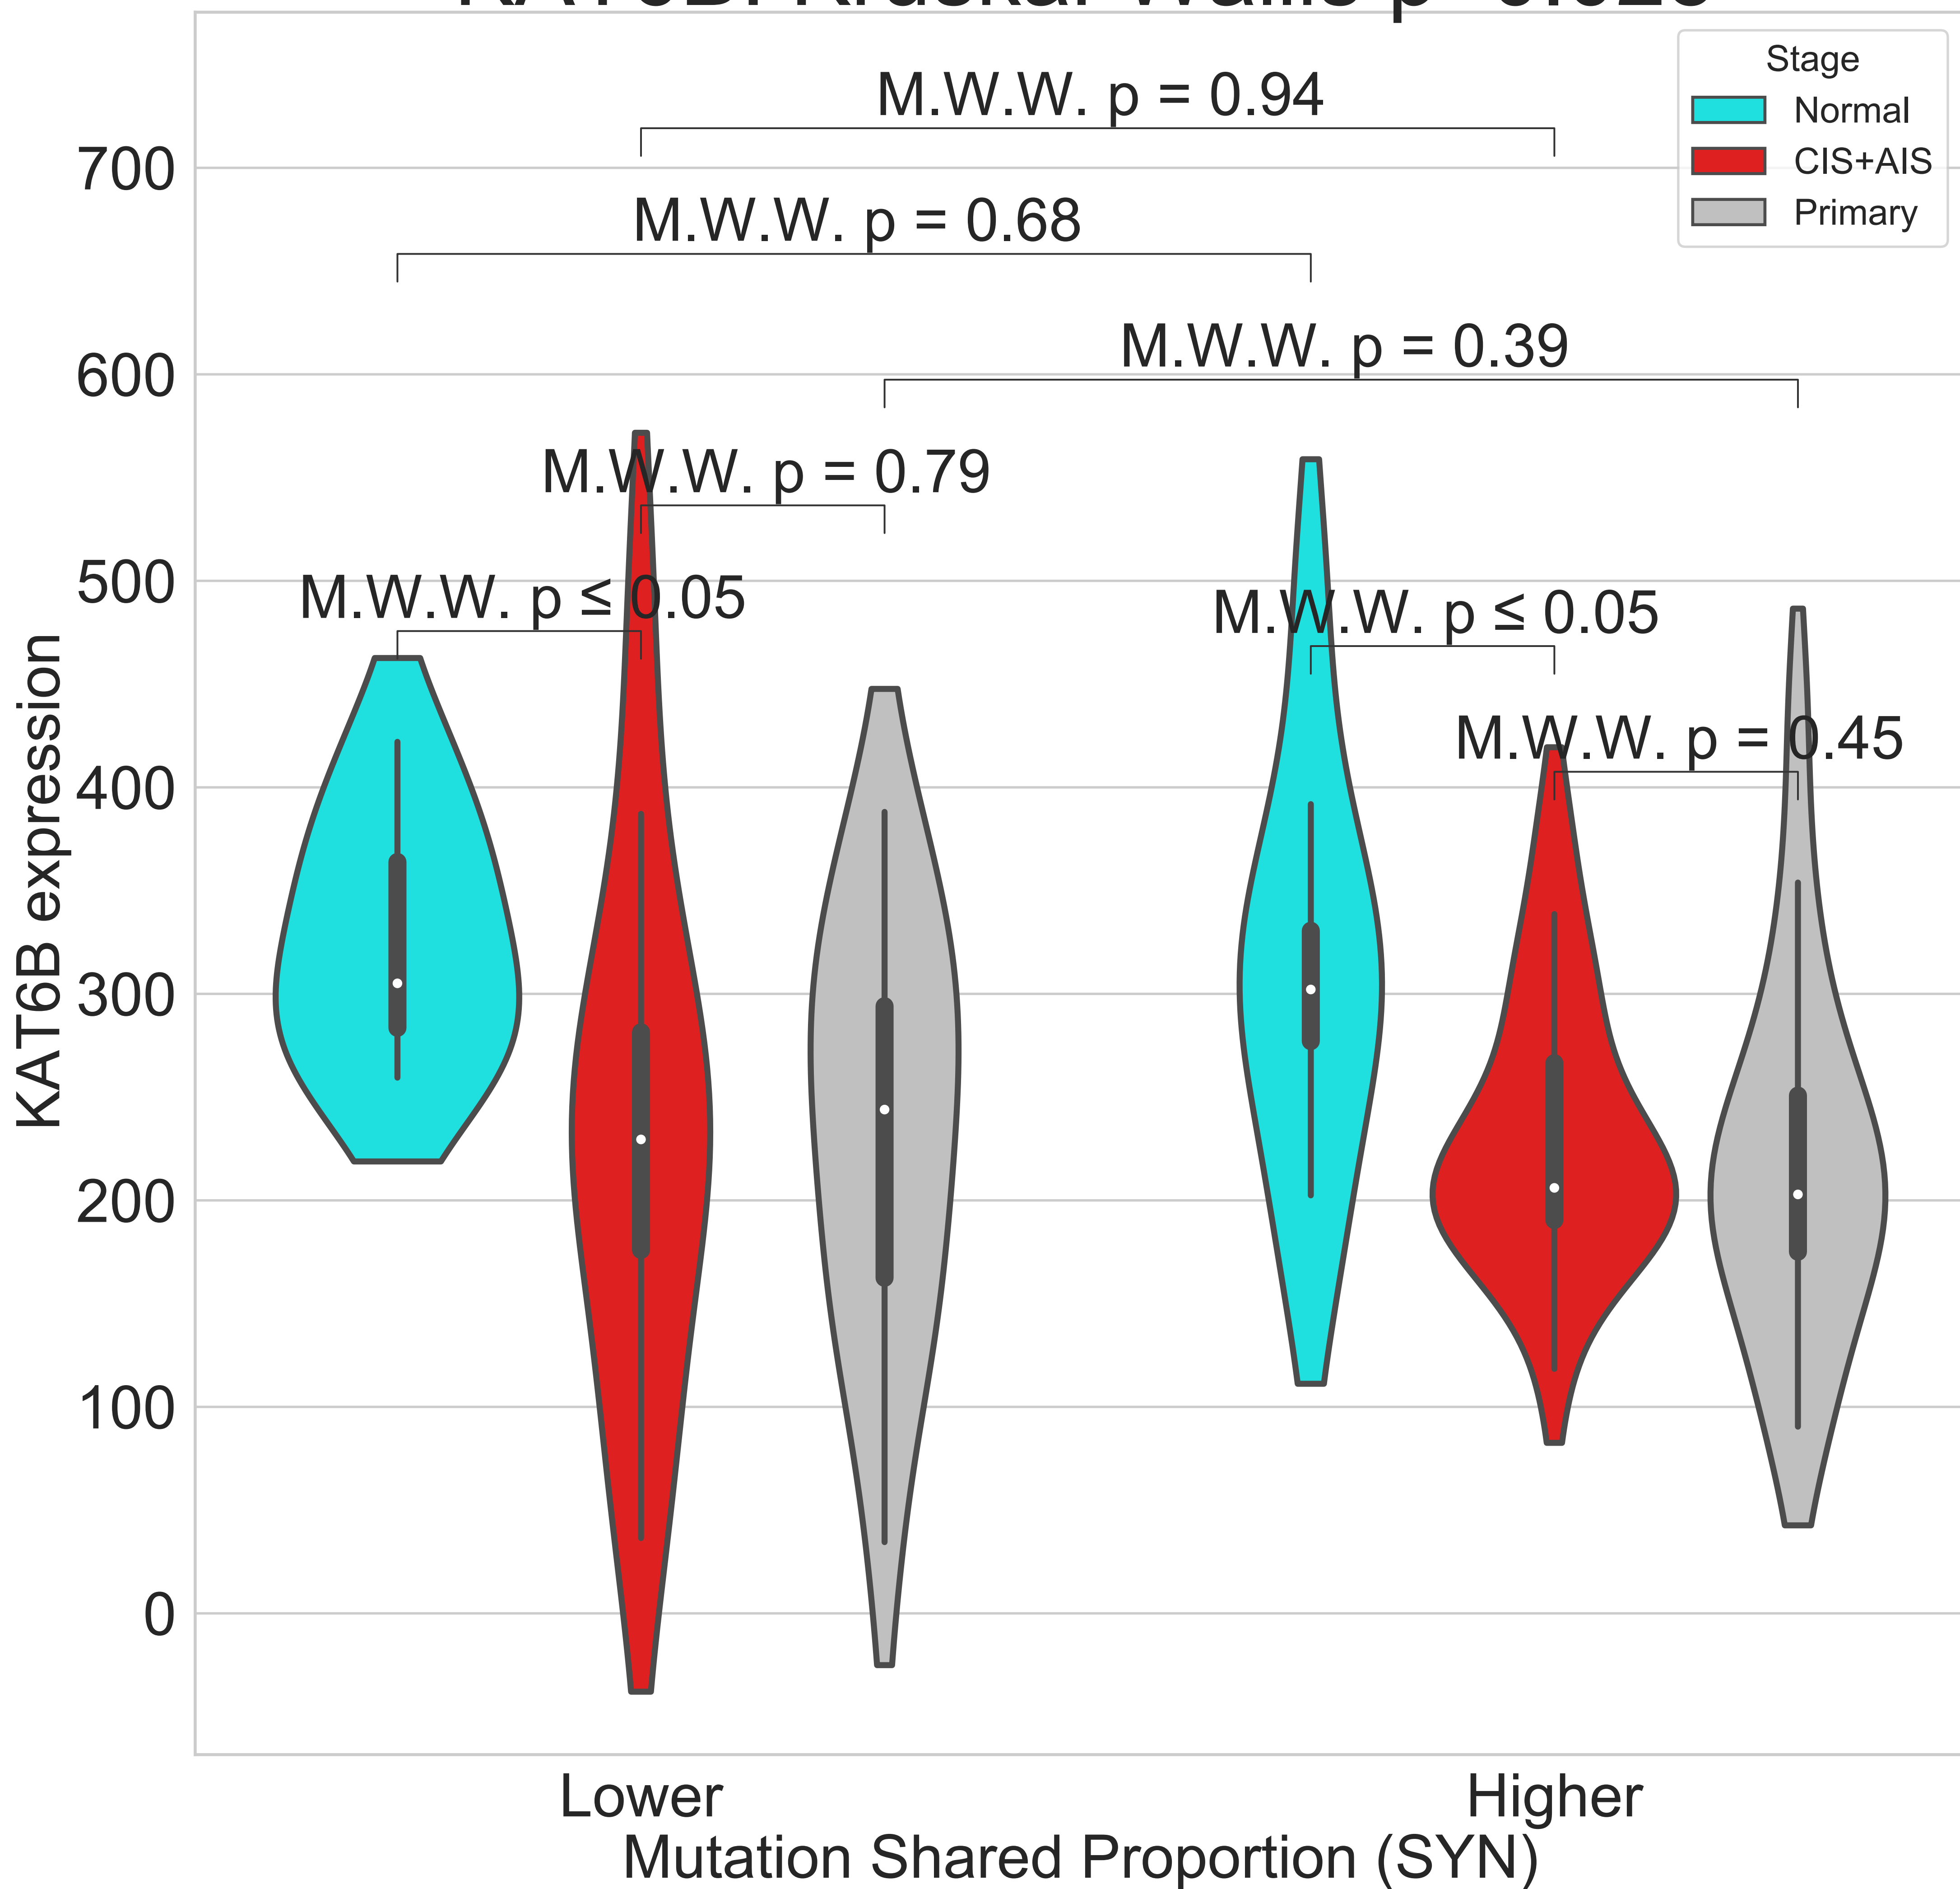 Stage
Normal
CIS+AIS
Primary
M.W.W. p = 0.94
M.W.W. p = 0.68
M.W.W. p = 0.39
M.W.W. p = 0.79
M.W.W. p ≤ 0.05
M.W.W. p ≤ 0.05
M.W.W. p = 0.45
KAT6B expression
700
600
500
400
300
200
100
0
Lower
Higher
Mutation Shared Proportion (SYN)